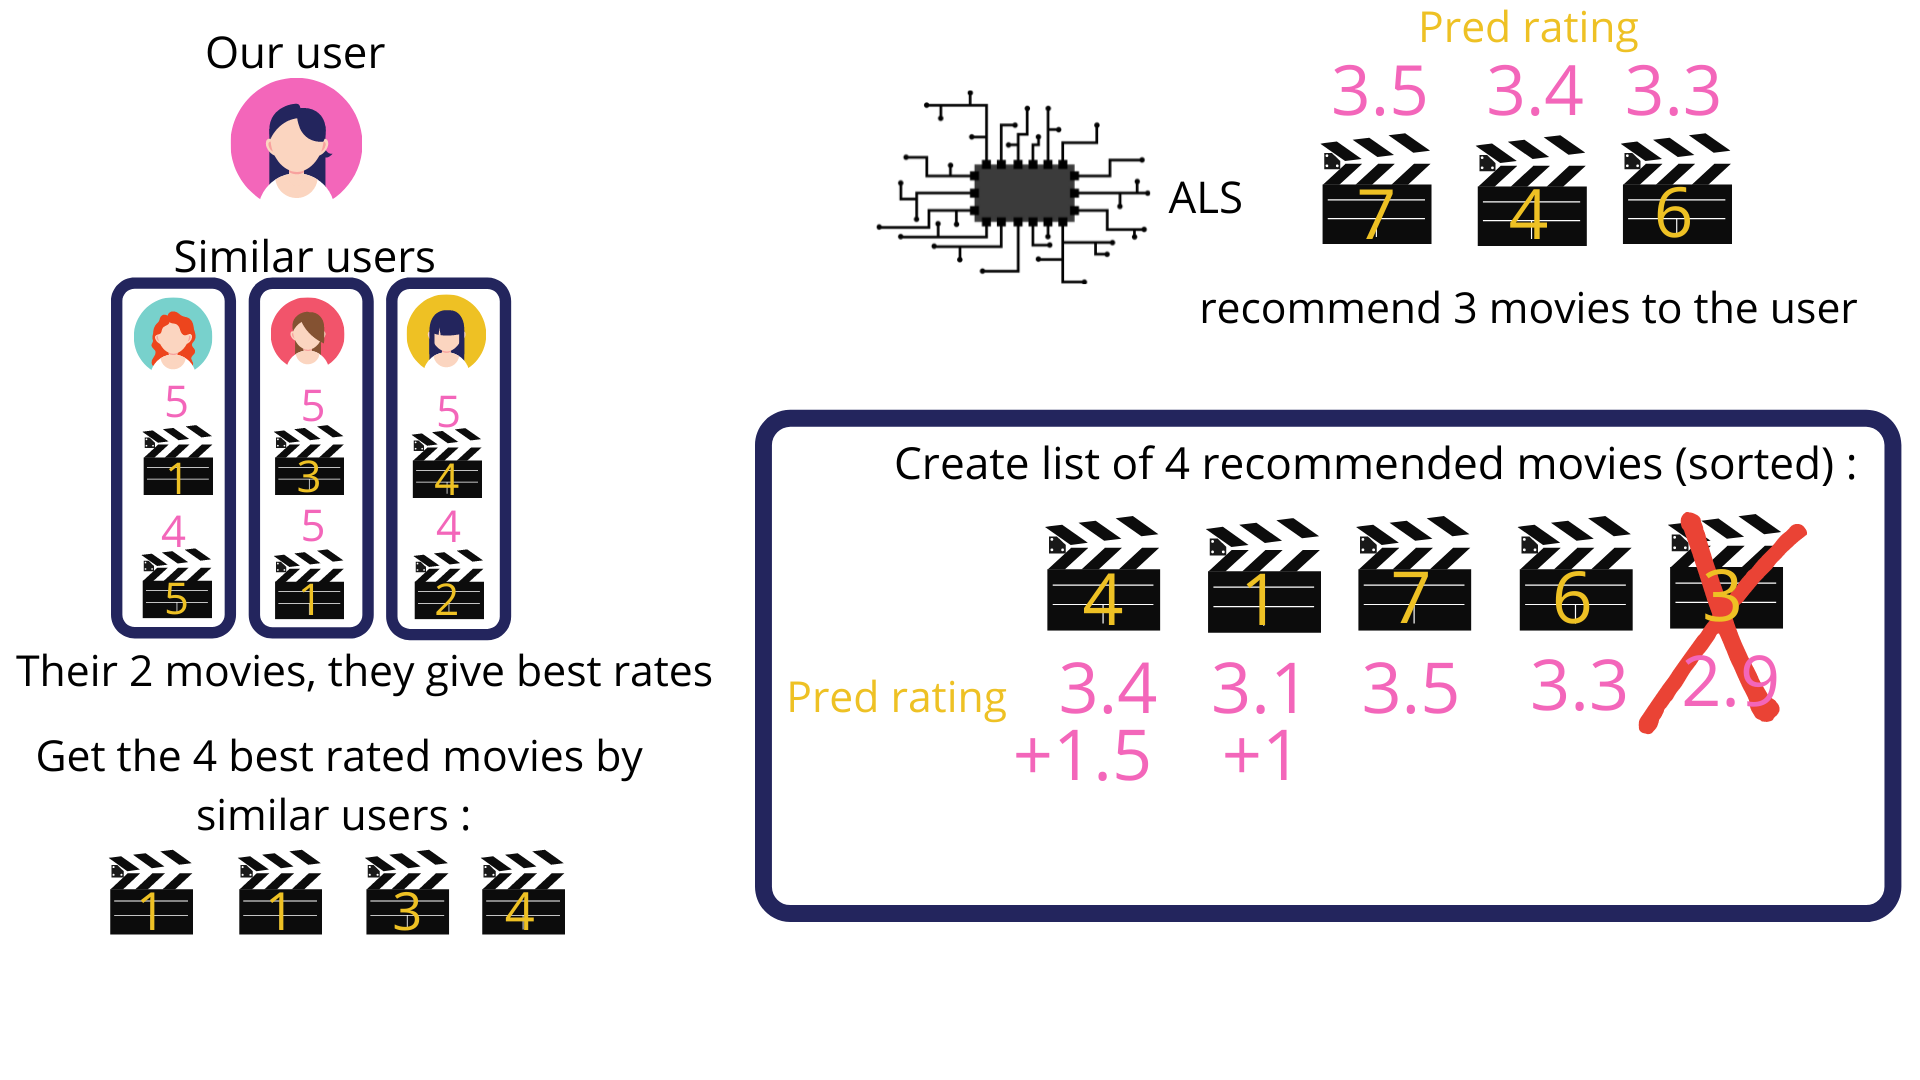 Our user
Similar users
5 5 5
1 3 4
4 5 4
5 1 2
Their 2 movies, they give best rates
Get the 4 best rated movies by
similar users :
1 1 3 4
Pred rating
3.5 3.4 3.3
ALS
7 4 6
recommend 3 movies to the user
Create list of 4 recommended movies (sorted) :
4 1 7 6 3
Pred rating 3.4 3.1 3.5 3.3 2.9
+1.5 +1